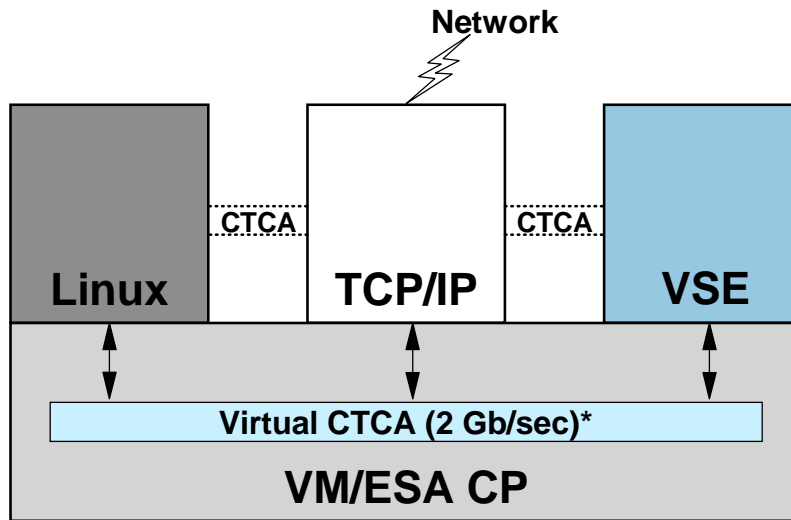 Network
CTCA
CTCA
Linux
TCP/IP
VSE
Virtual CTCA (2 Gb/sec)*
VM/ESA CP